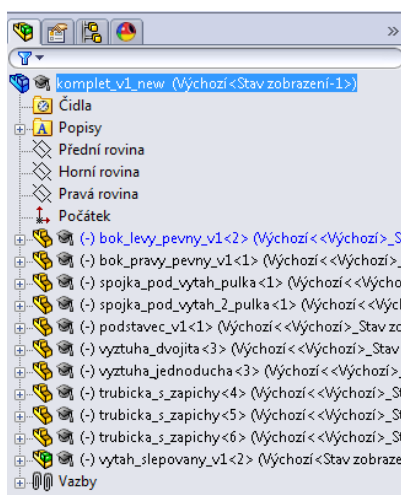 »
komplet_v1_new (Výchozí<Stav zobrazení-1>)
Čidla
A Popisy
Přední rovina
Horní rovina
Pravá rovina
Počátek
(-) bok_levy_pevny_v1<2> (Výchozí<<Výchozí>_S
(-) bok_pravy_pevny_v1<1> (Výchozí<<Výchozí>_
(-) spojka_pod_vytah_pulka<1> (Výchozí<<Výcho
(-) spojka_pod_vytah_2_pulka<1> (Výchozí<<Výc
(-) podstavec_v1<1> (Výchozí<<Výchozí>_Stav zo
(-) vyztuha_dvojita<3> (Výchozí<<Výchozí>_Stav
(-) vyztuha_jednoducha<3> (Výchozí<<Výchozí>_
(-) trubicka_s_zapichy<4> (Výchozí<<Výchozí>_St
(-) trubicka_s_zapichy<5> (Výchozí<<Výchozí>_St
(-) trubicka_s_zapichy<6> (Výchozí<<Výchozí>_St
(-) vytah_slepovany_v1<2> (Výchozí<Stav zobraze
Vazby